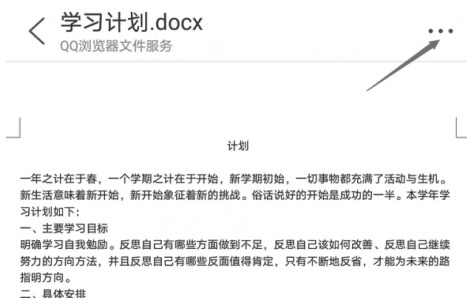 学习计划.docx
QQ浏览器文件服务
计划
一年之计在于春，一个学期之计在于开始，新学期初始，一切事物都充满了活动与生机。
新生活意味着新开始，新开始象征着新的挑战。俗话说好的开始是成功的一半。本学年学
习计划如下：
一、主要学习目标
明确学习自我勉励。反思自己有哪些方面做到不足，反思自己该如何改善、反思自己继续
努力的方向方法，并且反思自己有哪些反面值得肯定，只有不断地反省，才能为未来的路
指明方向。
二、具体安排